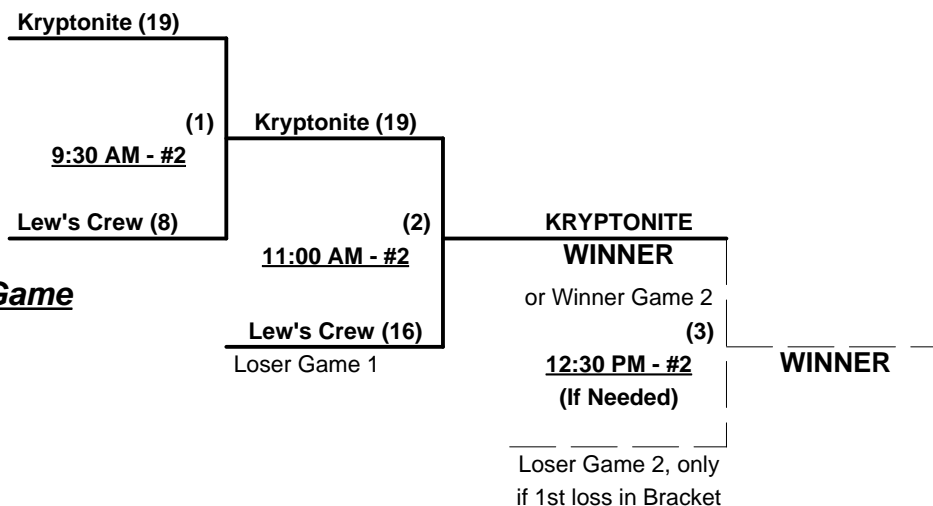 Kryptonite (19)
(1)
Kryptonite (19)
9:30 AM - #2
Lew's Crew (8)
(2)
KRYPTONITE
11:00 AM - #2
WINNER
Game
or Winner Game 2
Lew's Crew (16)
(3)
Loser Game 1
12:30 PM - #2
WINNER
(If Needed)
Loser Game 2, only
if 1st loss in Bracket